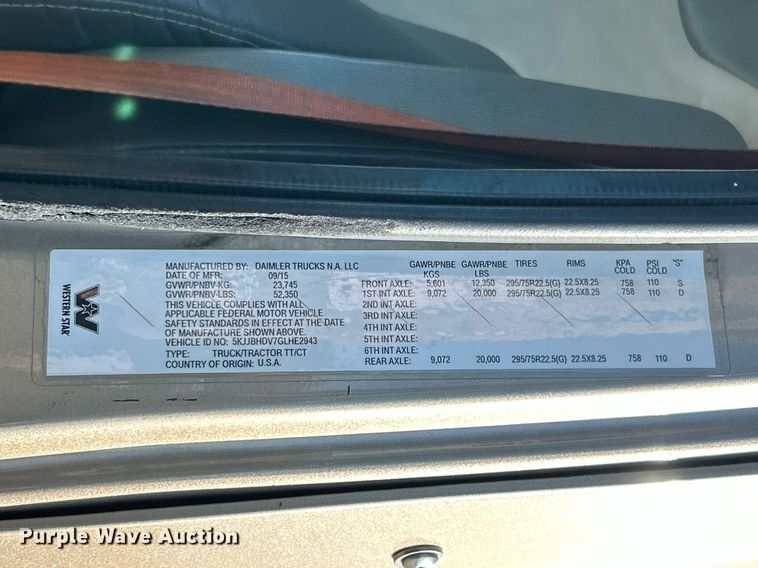 WESTERN STAR
MANUFACTURED BY: DAIMLER TRUCKS N.A. LLC
DATE OF MFR: 09/15
GVWR/PNBV-KG: 23,745
GVWR/PNBV-LBS: 52,350
THIS VEHICLE COMPLIES WITH ALL
APPLICABLE FEDERAL MOTOR VEHICLE
SAFETY STANDARDS IN EFFECT AT THE DATE
OF MANUFACTURE SHOWN ABOVE.
VEHICLE ID NO: 5KJJBHDV7GLHE2943
TYPE: TRUCK/TRACTOR TT/CT
COUNTRY OF ORIGIN: U.S.A.
GAWR/PNBE KGS GAWR/PNBE LBS TIRES RIMS KPA COLD PSI COLD "S"
FRONT AXLE: 5,601 12,350 295/75R22.5(G) 22.5X8.25 758 110 S
1ST INT AXLE: 9,072 20,000 295/75R22.5(G) 22.5X8.25 758 110 D
2ND INT AXLE:
3RD INT AXLE:
4TH INT AXLE:
5TH INT AXLE:
6TH INT AXLE:
REAR AXLE: 9,072 20,000 295/75R22.5(G) 22.5X8.25 758 110 D
Purple Wave Auction